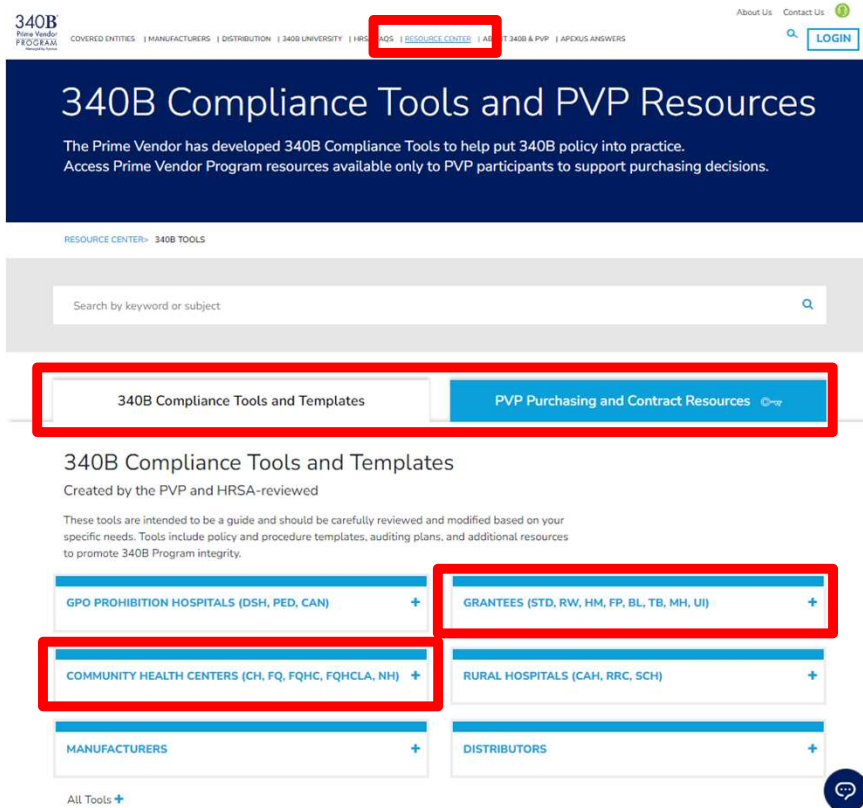 About Us Contact Us
340B
Prime Vendor
PROGRAM
COVERED ENTITIES | MANUFACTURERS | DISTRIBUTION | 340B UNIVERSITY | HRS AQS | RESOURCE CENTER | AB T 340B & PVP | APEXUS ANSWERS
LOGIN
340B Compliance Tools and PVP Resources
The Prime Vendor has developed 340B Compliance Tools to help put 340B policy into practice.
Access Prime Vendor Program resources available only to PVP participants to support purchasing decisions.
RESOURCE CENTER> 340B TOOLS
Search by keyword or subject
340B Compliance Tools and Templates
PVP Purchasing and Contract Resources
340B Compliance Tools and Templates
Created by the PVP and HRSA-reviewed
These tools are intended to be a guide and should be carefully reviewed and modified based on your
specific needs. Tools include policy and procedure templates, auditing plans, and additional resources
to promote 340B Program integrity.
GPO PROHIBITION HOSPITALS (DSH, PED, CAN) +
GRANTEES (STD, RW, HM, FP, BL, TB, MH, UI) +
COMMUNITY HEALTH CENTERS (CH, FQ, FQHC, FQHCLA, NH) +
RURAL HOSPITALS (CAH, RRC, SCH) +
MANUFACTURERS +
DISTRIBUTORS +
All Tools +